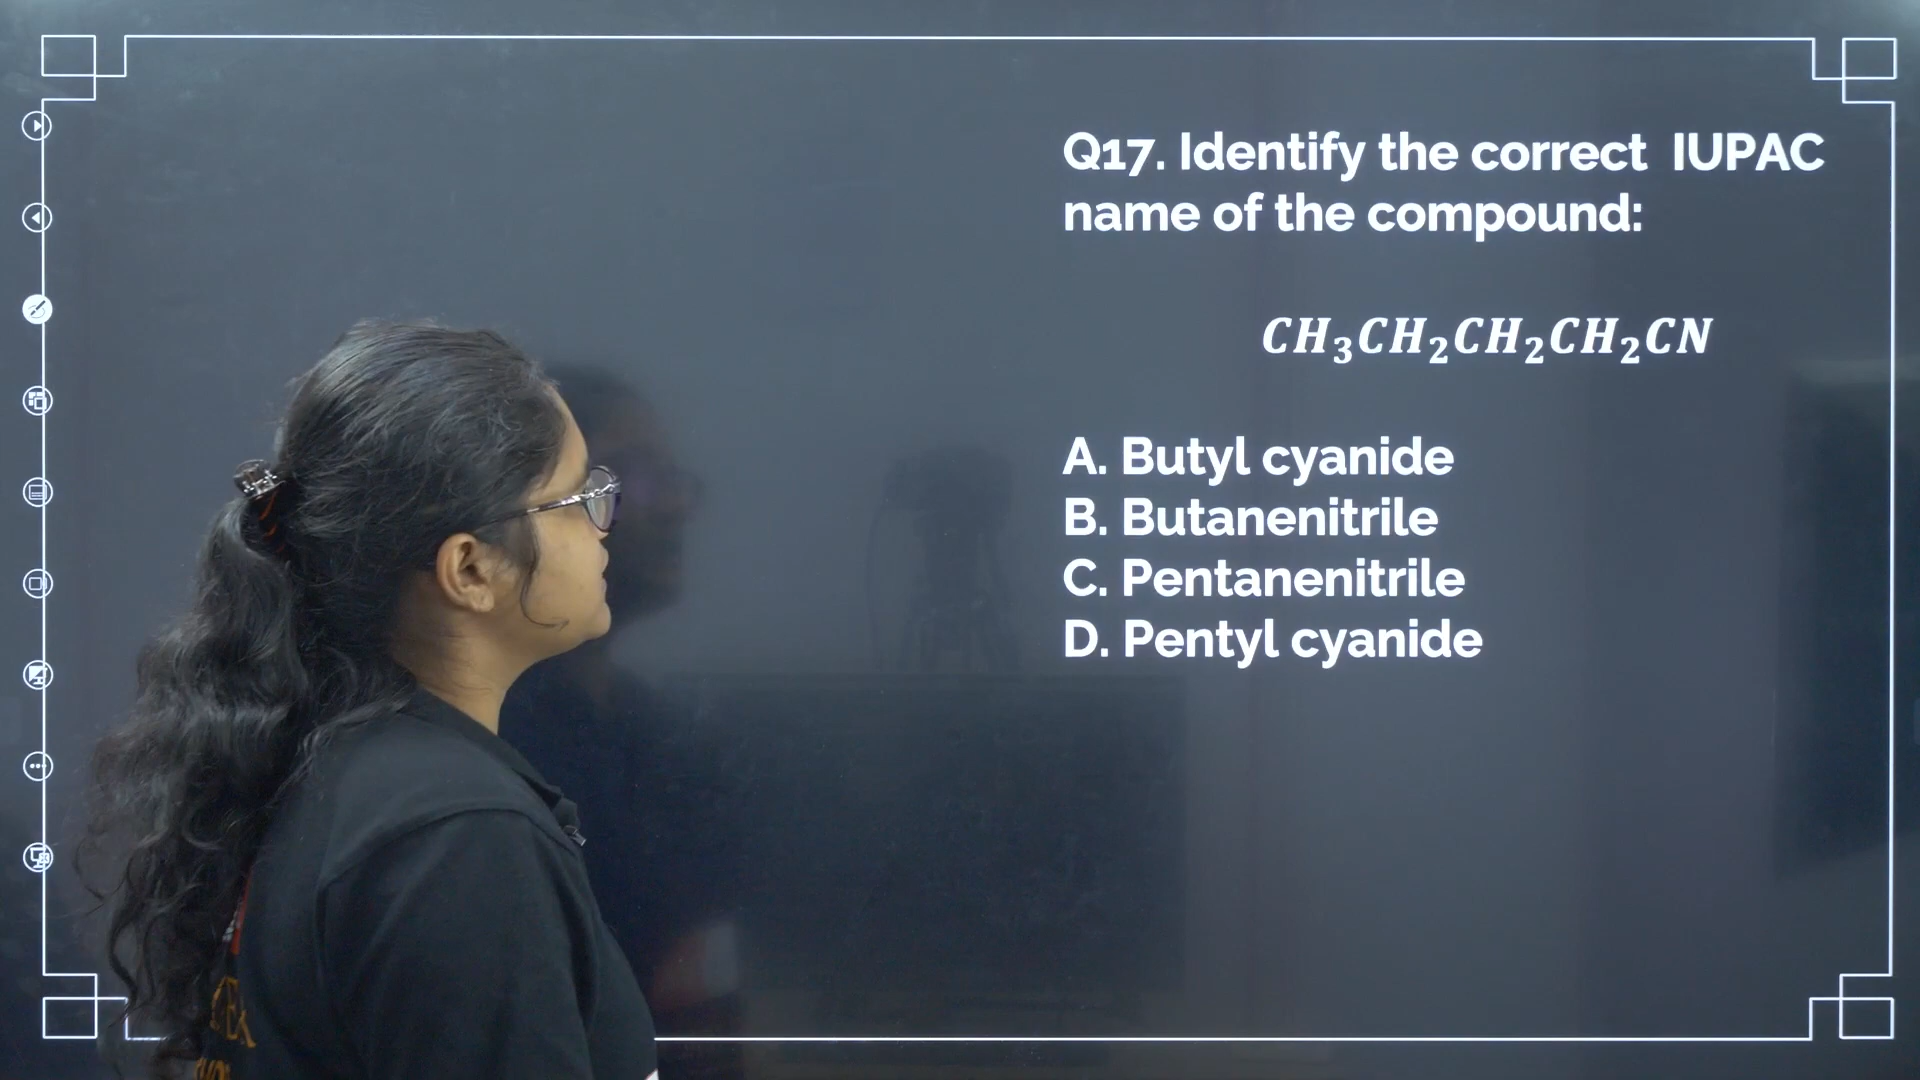 Q17. Identify the correct IUPAC
name of the compound:
CH₃CH₂CH₂CH₂CN
A. Butyl cyanide
B. Butanenitrile
C. Pentanenitrile
D. Pentyl cyanide